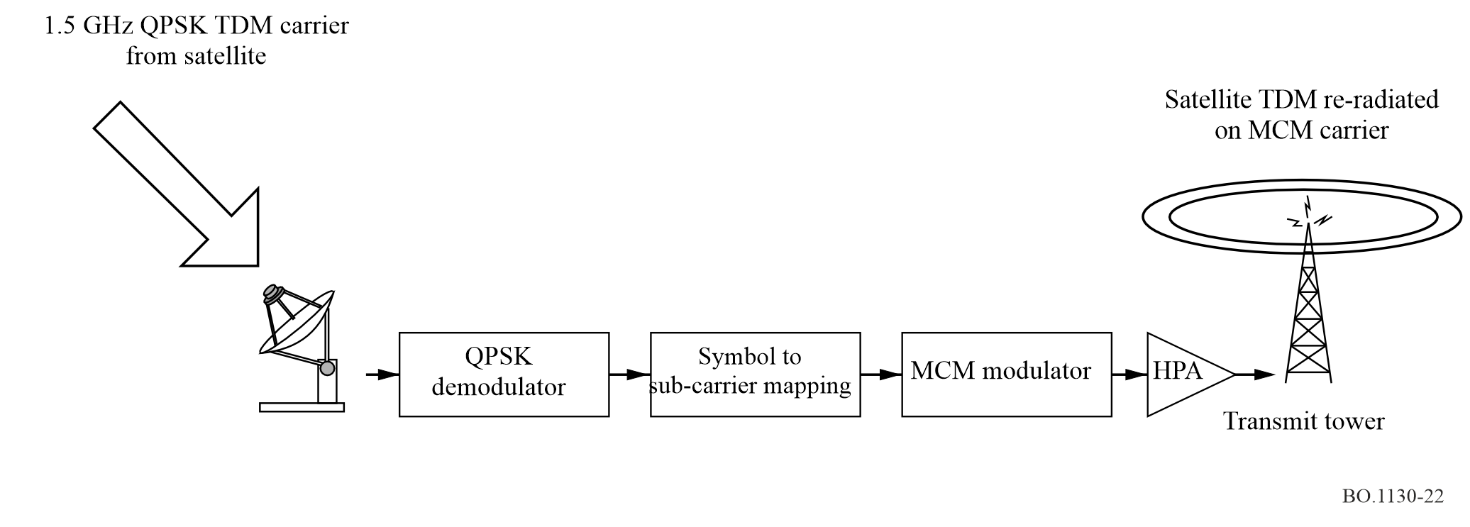 1.5 GHz QPSK TDM carrier
from satellite
Satellite TDM re-radiated
on MCM carrier
QPSK
demodulator
Symbol to
sub-carrier mapping
MCM modulator
HPA
Transmit tower
BO.1130-22